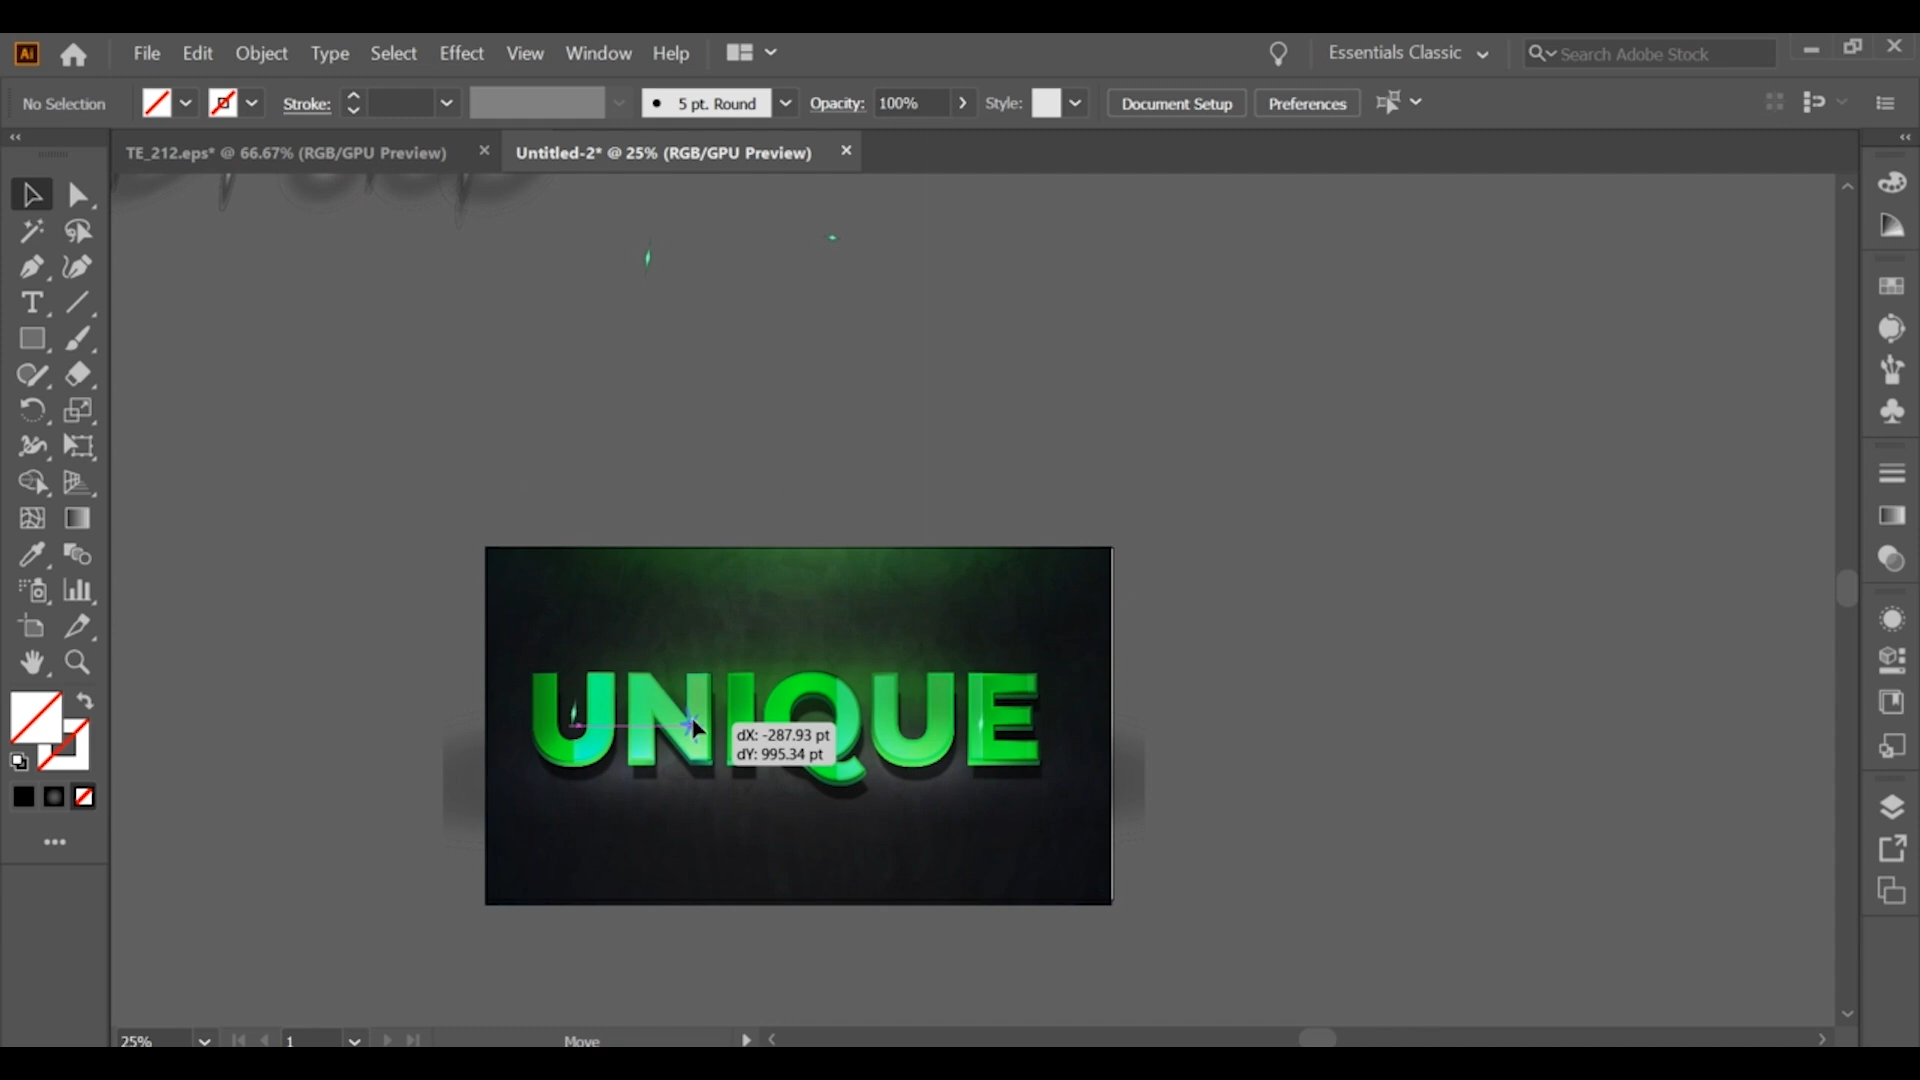 Ai File Edit Object Type Select Effect View Window Help Essentials Classic Search Adobe Stock
No Selection Stroke: 5 pt. Round Opacity: 100% Style: Document Setup Preferences
TE_212.eps* @ 66.67% (RGB/GPU Preview) Untitled-2* @ 25% (RGB/GPU Preview)
UNIQUE
dX: -287.93 pt
dY: 995.34 pt
25% 1 Move